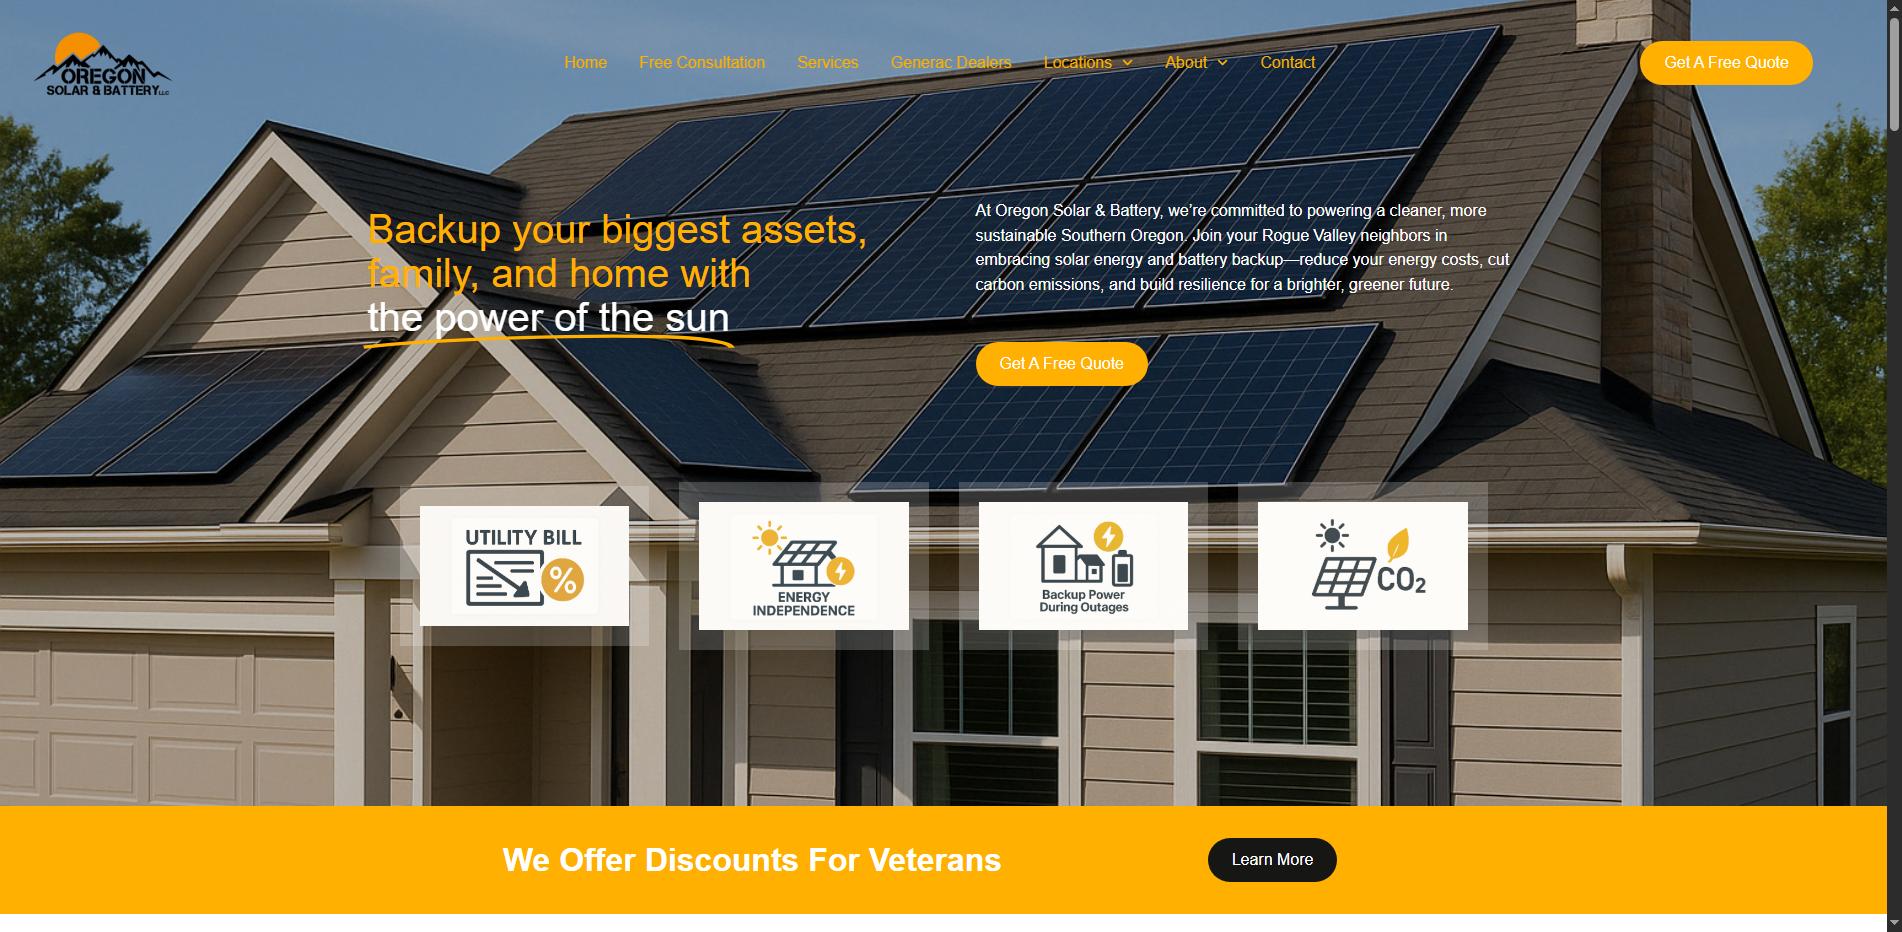 OREGON
SOLAR & BATTERY LLC
Home
Free Consultation
Services
Generac Dealers
Locations
About
Contact
Get A Free Quote
Backup your biggest assets,
family, and home with
the power of the sun
At Oregon Solar & Battery, we’re committed to powering a cleaner, more
sustainable Southern Oregon. Join your Rogue Valley neighbors in
embracing solar energy and battery backup—reduce your energy costs, cut
carbon emissions, and build resilience for a brighter, greener future.
Get A Free Quote
UTILITY BILL
%
ENERGY
INDEPENDENCE
Backup Power
During Outages
CO₂
We Offer Discounts For Veterans
Learn More